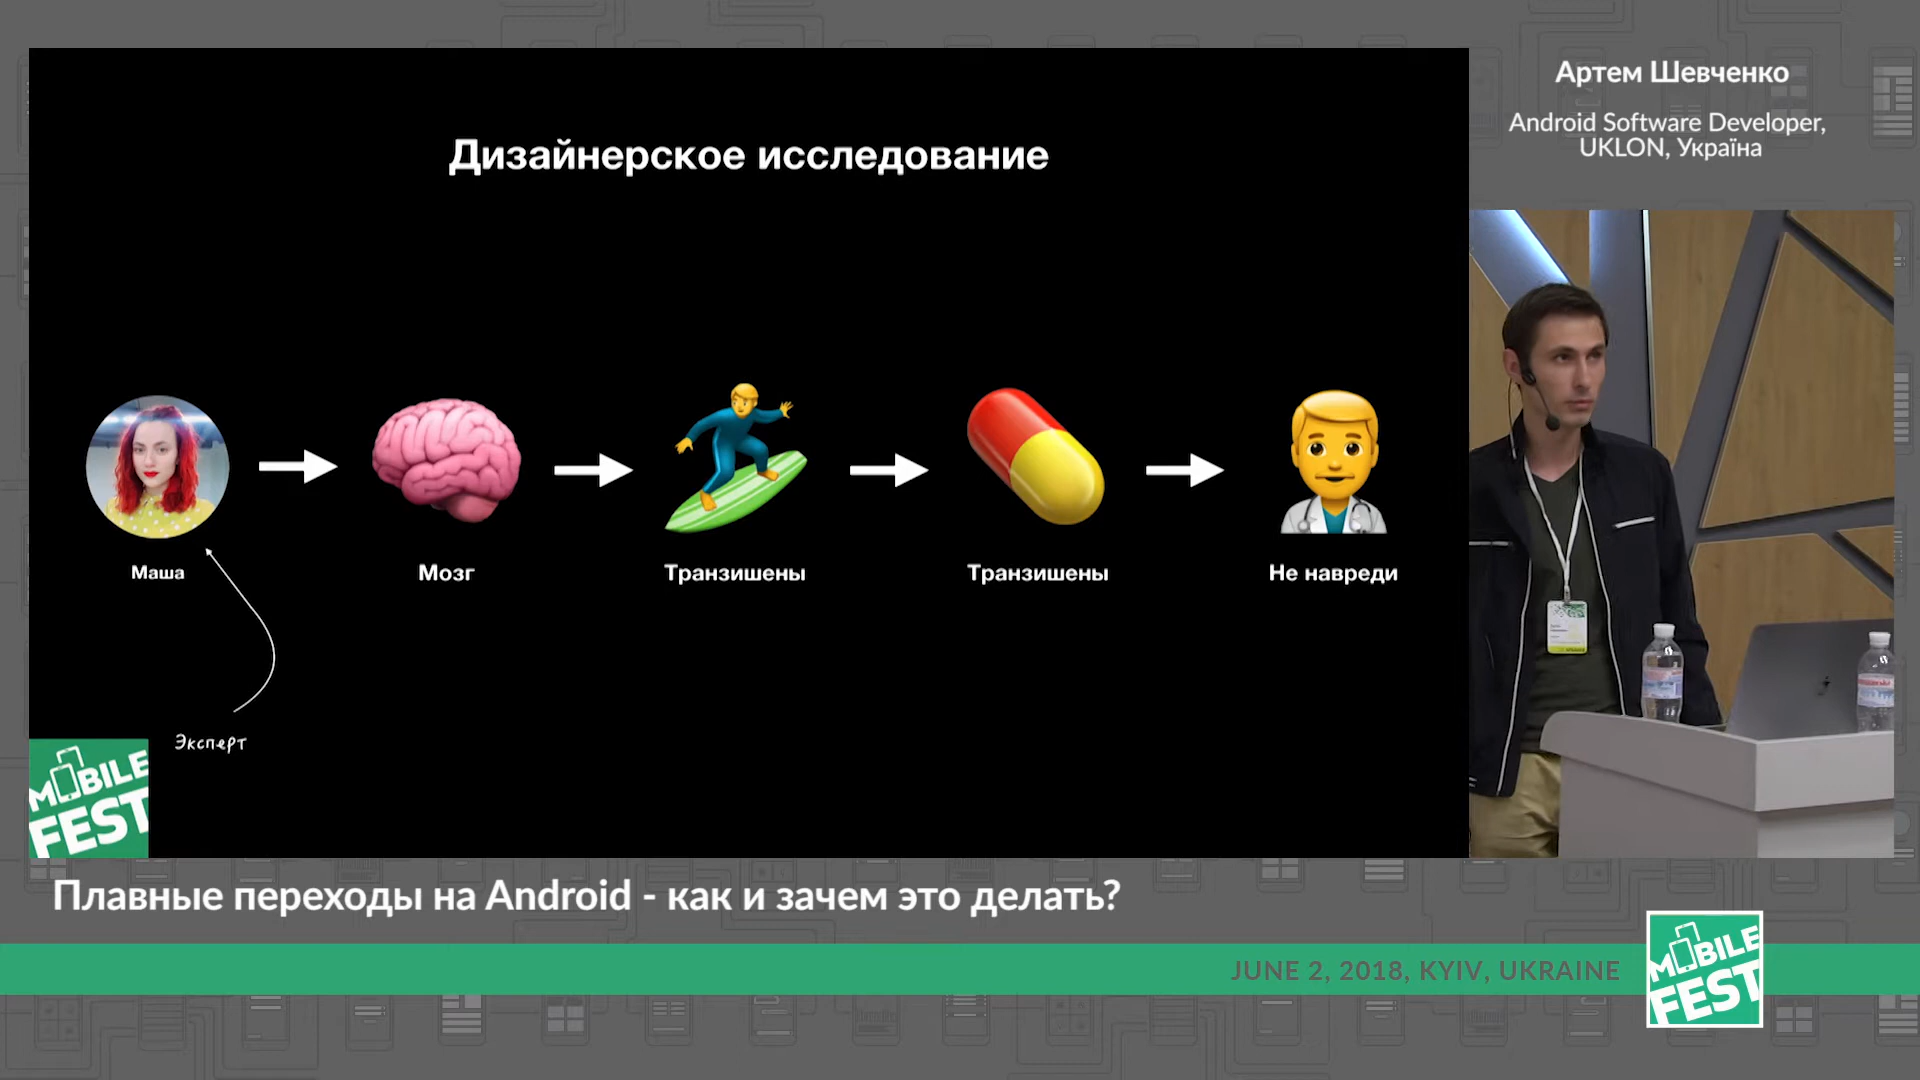 Артем Шевченко
Android Software Developer,
UKLON, Україна
Дизайнерское исследование
Маша
Мозг
Транзишены
Транзишены
Не навреди
Эксперт
MOBILE
FEST
Плавные переходы на Android - как и зачем это делать?
JUNE 2, 2018, KYIV, UKRAINE
MOBILE
FEST